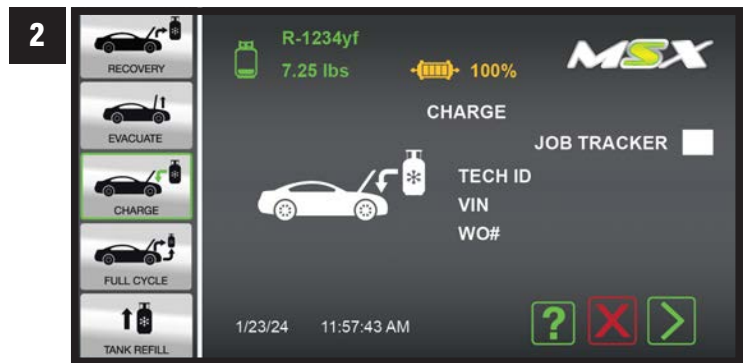 2
RECOVERY
EVACUATE
CHARGE
FULL CYCLE
TANK REFILL
R-1234yf
7.25 lbs
100%
MSX
CHARGE
JOB TRACKER
TECH ID
VIN
WO#
1/23/24 11:57:43 AM
?